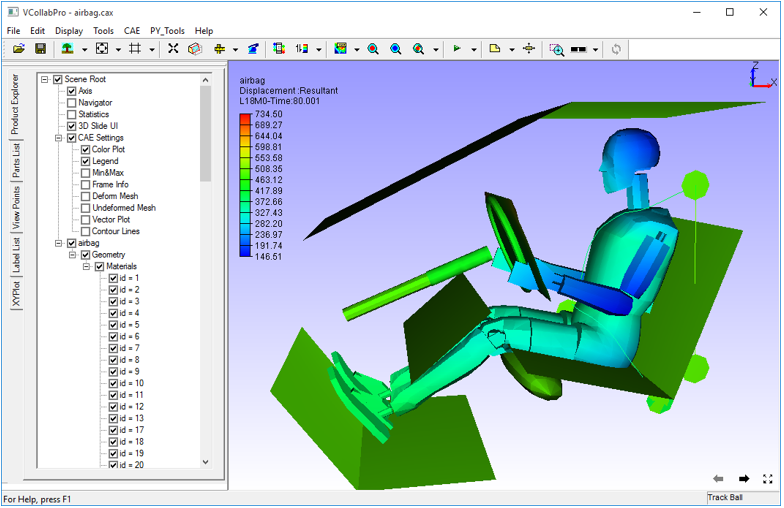 VCollabPro - airbag.cax
File Edit Display Tools CAE PY_Tools Help
Product Explorer
Parts List
View Points
Label List
XYPlot
Scene Root
Axis
Navigator
Statistics
3D Slide UI
CAE Settings
Color Plot
Legend
Min&Max
Frame Info
Deform Mesh
Undeformed Mesh
Vector Plot
Contour Lines
airbag
Geometry
Materials
id = 1
id = 2
id = 3
id = 4
id = 5
id = 6
id = 7
id = 8
id = 9
id = 10
id = 11
id = 12
id = 13
id = 17
id = 18
id = 19
id = 20
airbag
Displacement :Resultant
L18M0-Time:80.001
734.50
689.27
644.04
598.81
553.58
508.35
463.12
417.89
372.66
327.43
282.20
236.97
191.74
146.51
Z
X
For Help, press F1
Track Ball